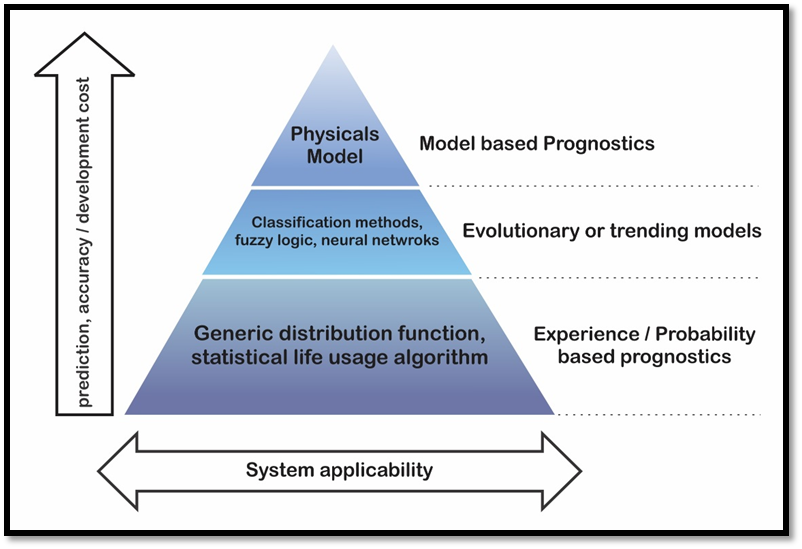 prediction, accuracy / development cost
Physicals
Model
Model based Prognostics
Classification methods,
fuzzy logic, neural netwroks
Evolutionary or trending models
Generic distribution function,
statistical life usage algorithm
Experience / Probability
based prognostics
System applicability